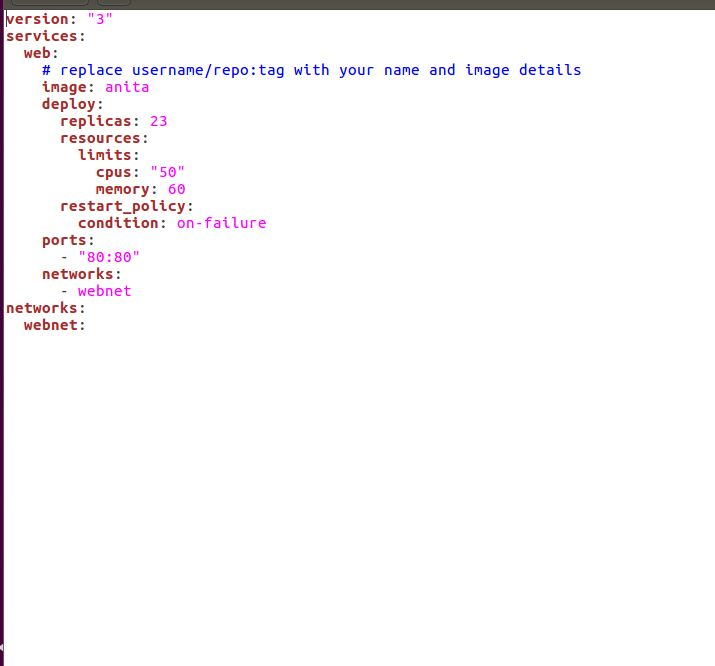 version: "3"
services:
  web:
    # replace username/repo:tag with your name and image details
    image: anita
    deploy:
      replicas: 23
      resources:
        limits:
          cpus: "50"
          memory: 60
      restart_policy:
        condition: on-failure
    ports:
      - "80:80"
    networks:
      - webnet
networks:
  webnet: